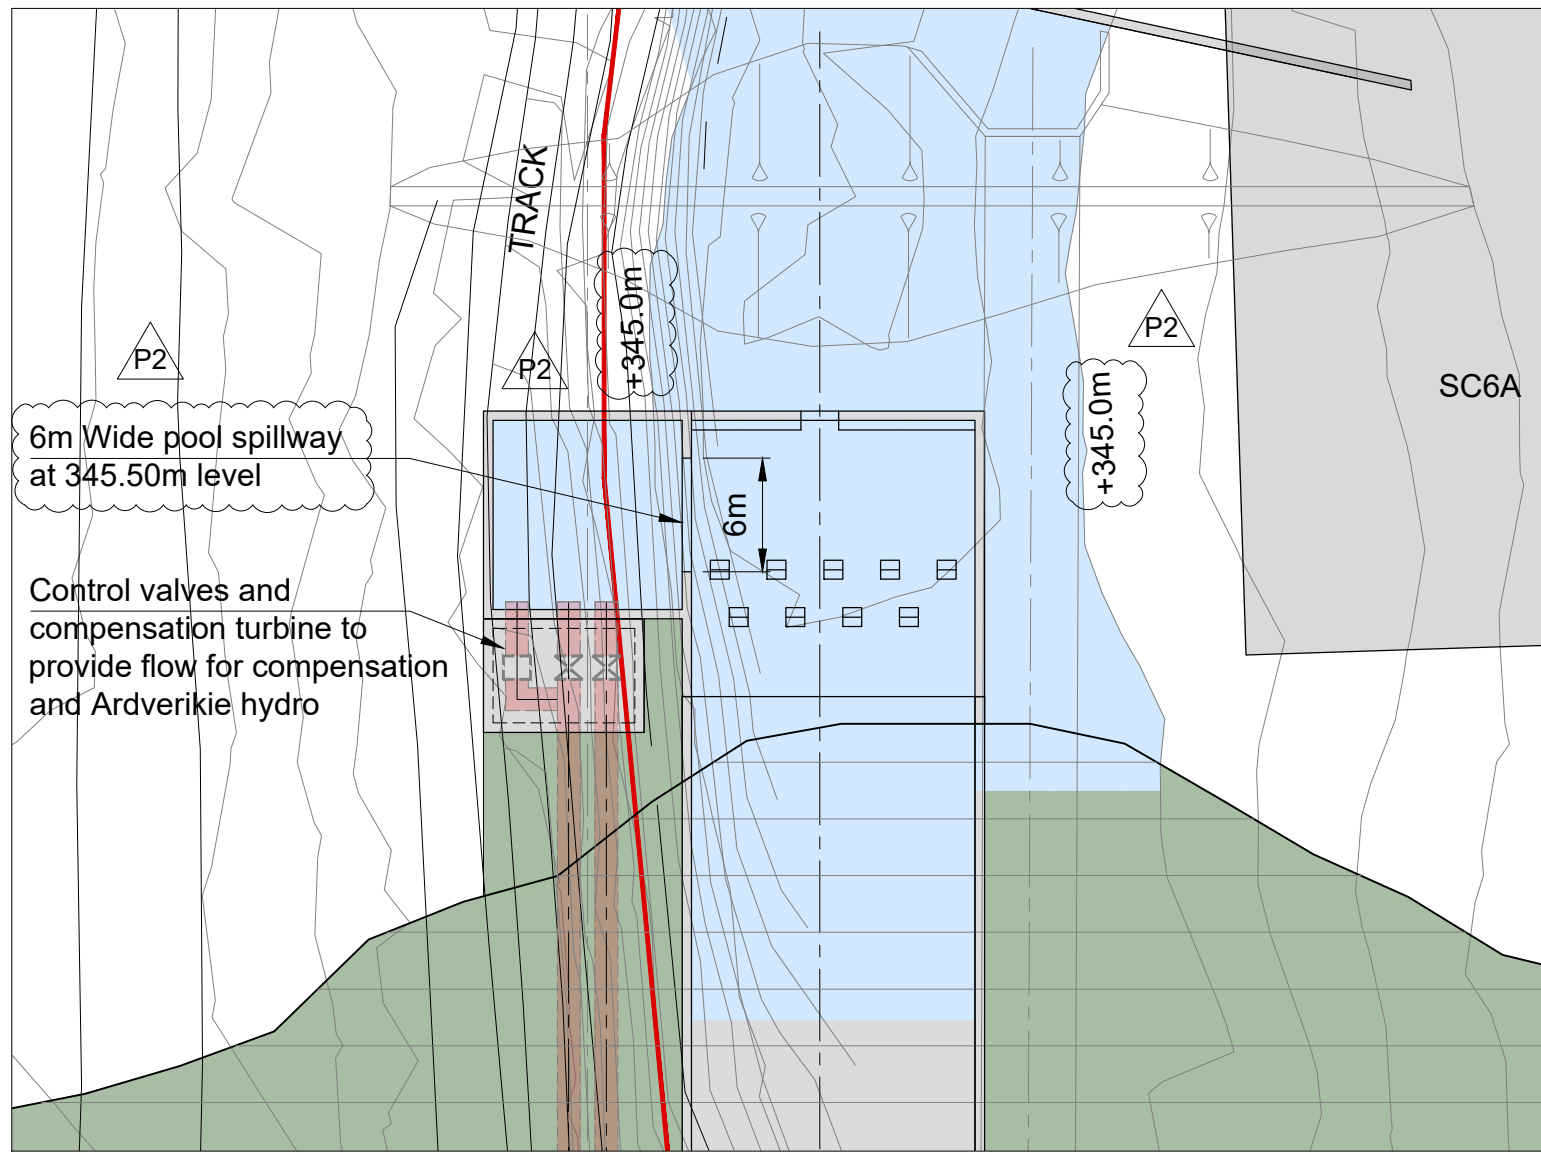 TRACK
+345.0m
P2
P2
P2
+345.0m
SC6A
6m Wide pool spillway
at 345.50m level
6m
Control valves and
compensation turbine to
provide flow for compensation
and Ardverikie hydro